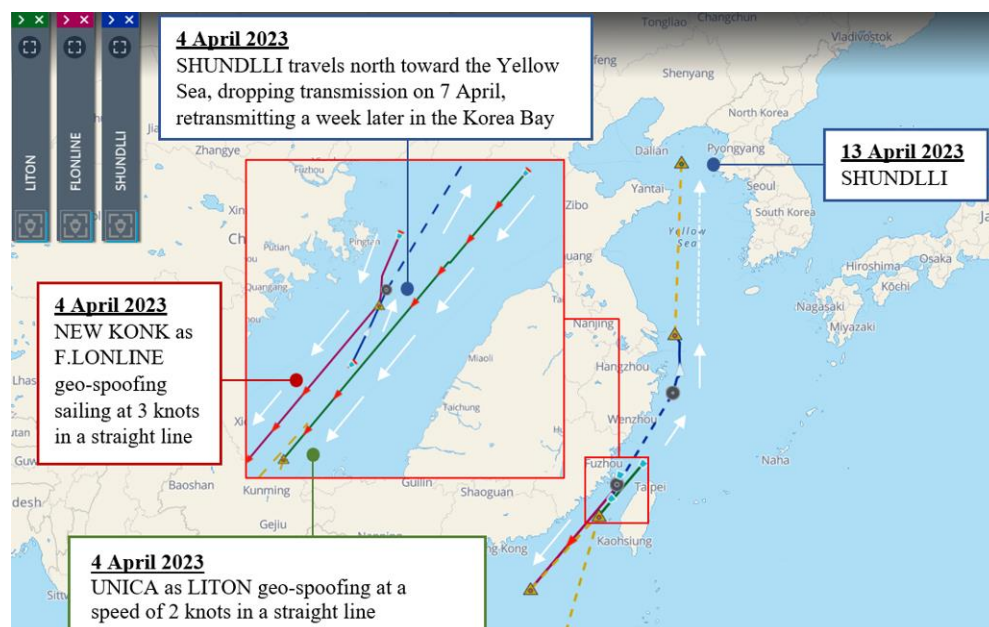 LITON
FLONLINE
SHUNDLLI
4 April 2023
SHUNDLLI travels north toward the Yellow
Sea, dropping transmission on 7 April,
retransmitting a week later in the Korea Bay
13 April 2023
SHUNDLLI
4 April 2023
NEW KONK as
F.LONLINE
geo-spoofing
sailing at 3 knots
in a straight line
4 April 2023
UNICA as LITON geo-spoofing at a
speed of 2 knots in a straight line
Tongliao
Changchun
Vladivostok
Shenyang
North Korea
Zhangye
Dalian
Pyongyang
Yantai
Seoul
South Korea
Zibo
Yellow
Sea
Hiroshima
Osaka
Kōchi
Nagasaki
Miyazaki
Nanjing
Hangzhou
Wenzhou
Naha
Fuzhou
Taipei
Kaohsiung
Fuzhou
Putian
Pingtan
Quangang
Miaoli
Taichung
Kunming
Guilin
Shaoguan
Baoshan
Gejiu